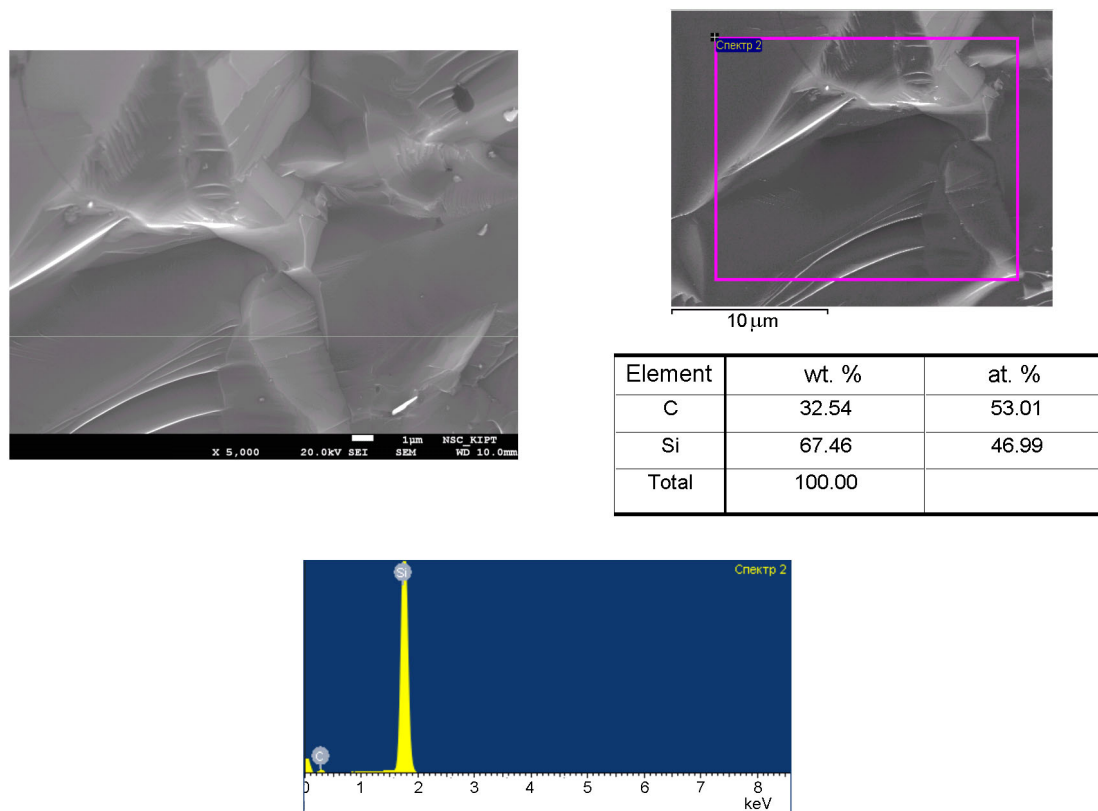 1µm NSC_KIPT
X 5,000 20.0kV SEI SEM WD 10.0mm
Спектр 2
10 µm
Element wt. % at. %
C 32.54 53.01
Si 67.46 46.99
Total 100.00
Спектр 2
Si
C
0 1 2 3 4 5 6 7 8
keV